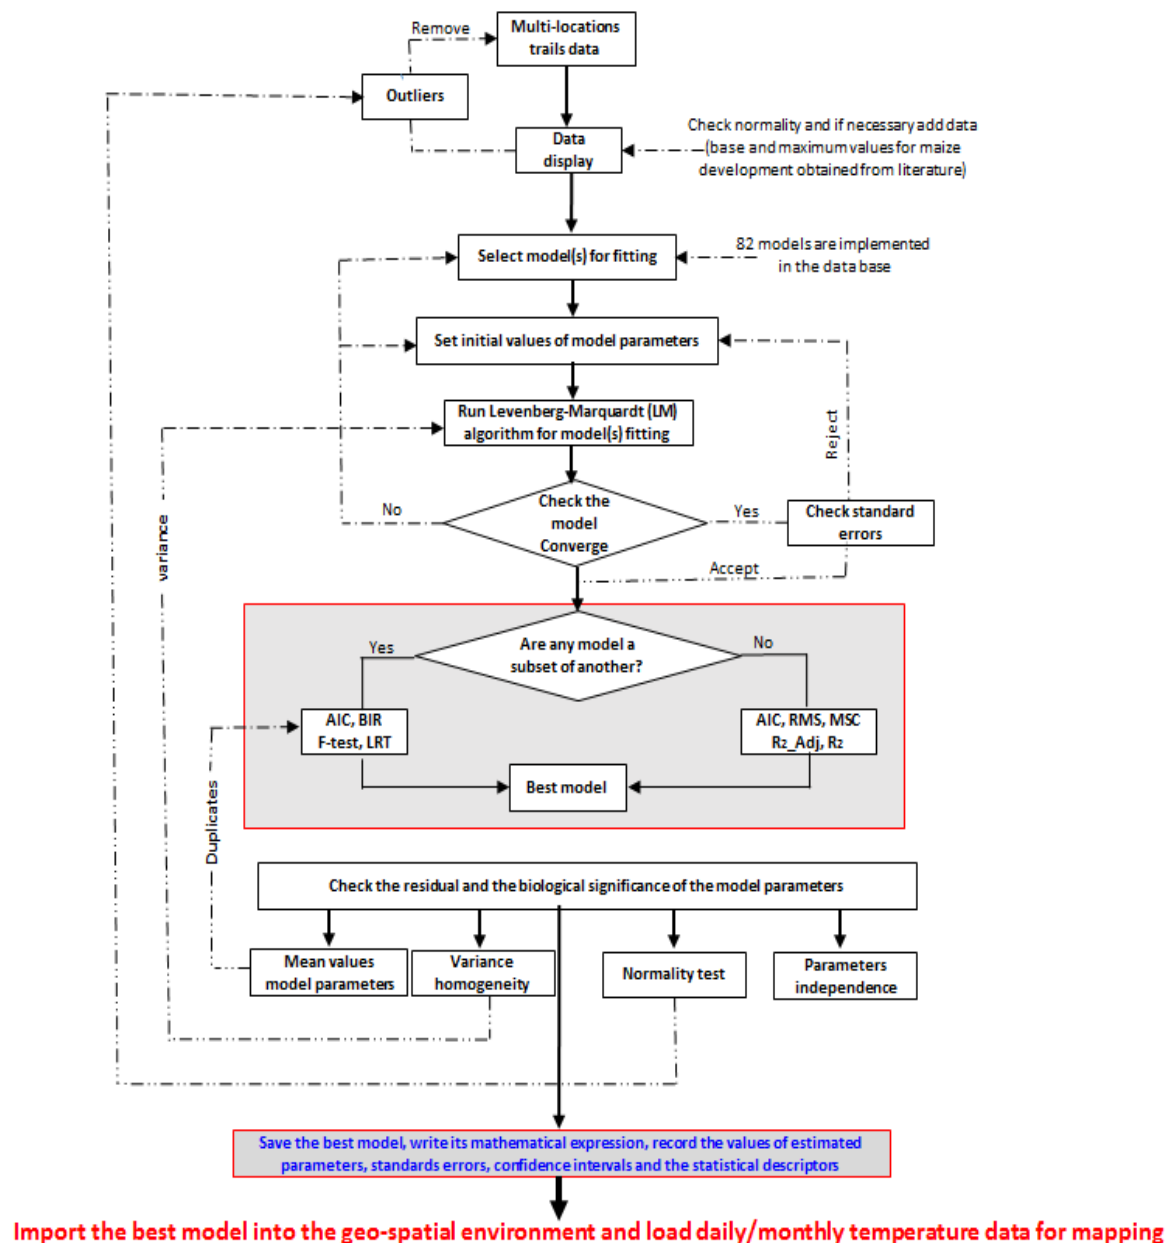 Remove
Multi-locations
trails data
Outliers
Data
display
Check normality and if necessary add data
(base and maximum values for maize
development obtained from literature)
Select model(s) for fitting
82 models are implemented
in the data base
Set initial values of model parameters
Run Levenberg-Marquardt (LM)
algorithm for model(s) fitting
Reject
variance
No
Check the
model
Converge
Yes
Check standard
errors
Accept
Yes
Are any model a
subset of another?
No
AIC, BIR
F-test, LRT
AIC, RMS, MSC
R2_Adj, R2
Best model
Duplicates
Check the residual and the biological significance of the model parameters
Mean values
model parameters
Variance
homogeneity
Normality test
Parameters
independence
Save the best model, write its mathematical expression, record the values of estimated
parameters, standards errors, confidence intervals and the statistical descriptors
Import the best model into the geo-spatial environment and load daily/monthly temperature data for mapping